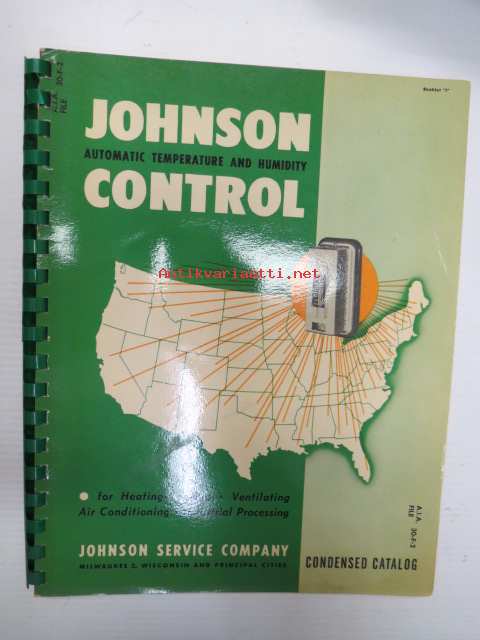 A.I.A. 30-F-2
FILE
Booklet "F"
JOHNSON
AUTOMATIC TEMPERATURE AND HUMIDITY
CONTROL
Antikvariaatti.net
for Heating • Ventilating
Air Conditioning Processing
A.I.A.
FILE 30-F-2
JOHNSON SERVICE COMPANY
MILWAUKEE 2, WISCONSIN AND PRINCIPAL CITIES
CONDENSED CATALOG